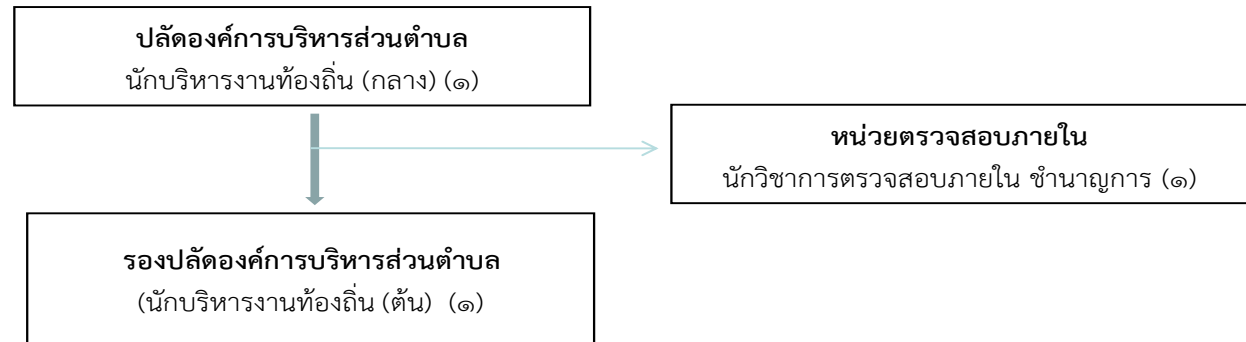 ปลัดองค์การบริหารส่วนตำบล
นักบริหารงานท้องถิ่น (กลาง) (๑)
หน่วยตรวจสอบภายใน
นักวิชาการตรวจสอบภายใน ชำนาญการ (๑)
รองปลัดองค์การบริหารส่วนตำบล
(นักบริหารงานท้องถิ่น (ต้น) (๑)